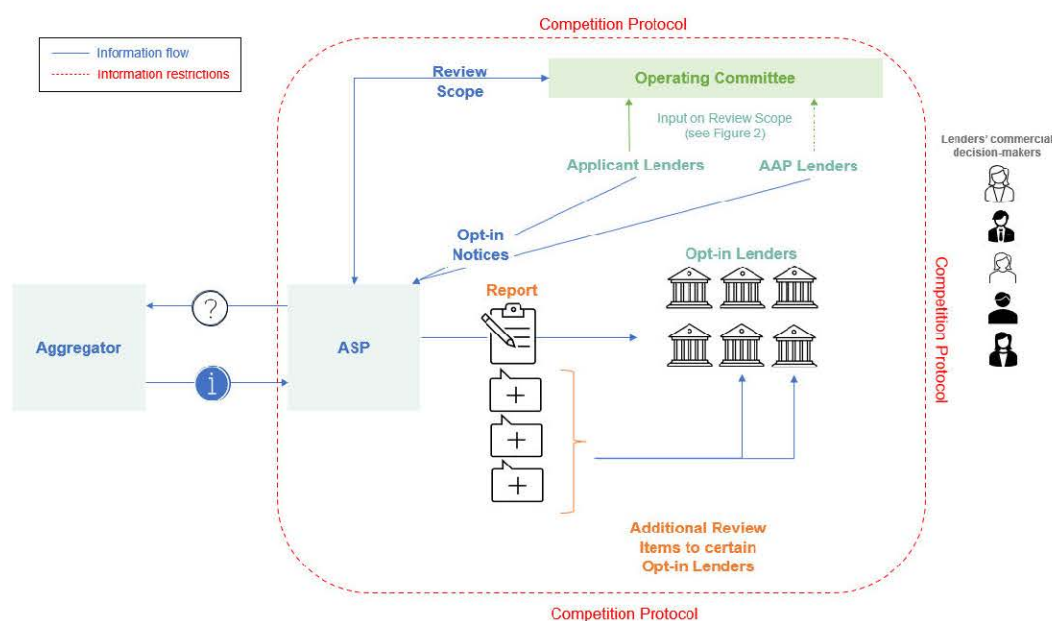 Competition Protocol
Information flow
Information restrictions
Review
Scope
Operating Committee
Input on Review Scope
(see Figure 2)
Applicant Lenders
AAP Lenders
Lenders' commercial
decision-makers
Opt-in
Notices
Opt-in Lenders
Report
?
Aggregator
ASP
i
Competition Protocol
Additional Review
Items to certain
Opt-in Lenders
Competition Protocol